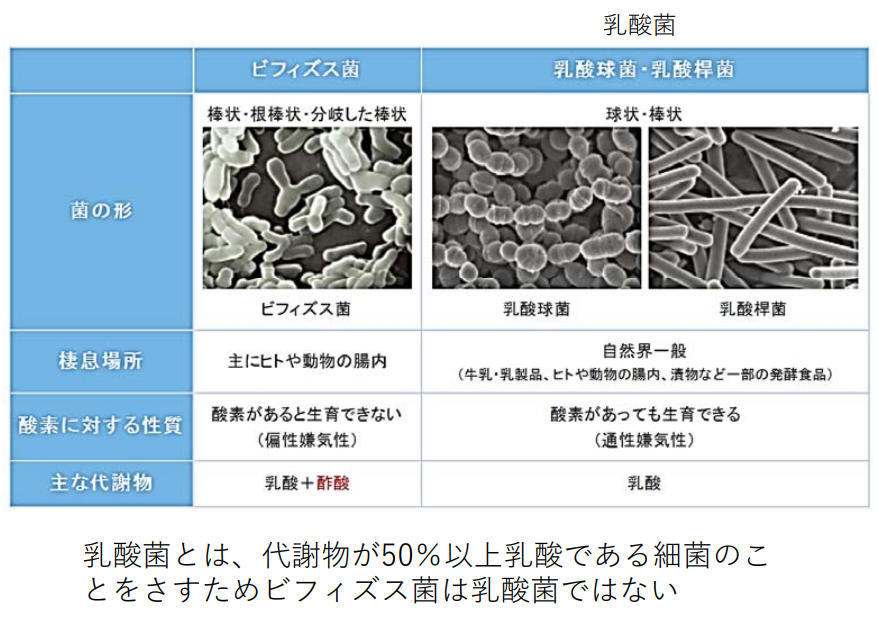 乳酸菌
ビフィズス菌
乳酸球菌・乳酸桿菌
菌の形
棒状・根棒状・分岐した棒状
球状・棒状
ビフィズス菌
乳酸球菌
乳酸桿菌
棲息場所
主にヒトや動物の腸内
自然界一般
（牛乳・乳製品、ヒトや動物の腸内、漬物など一部の発酵食品）
酸素に対する性質
酸素があると生育できない
（偏性嫌気性）
酸素があっても生育できる
（通性嫌気性）
主な代謝物
乳酸＋酢酸
乳酸
乳酸菌とは、代謝物が50％以上乳酸である細菌のこ
とをさすためビフィズス菌は乳酸菌ではない